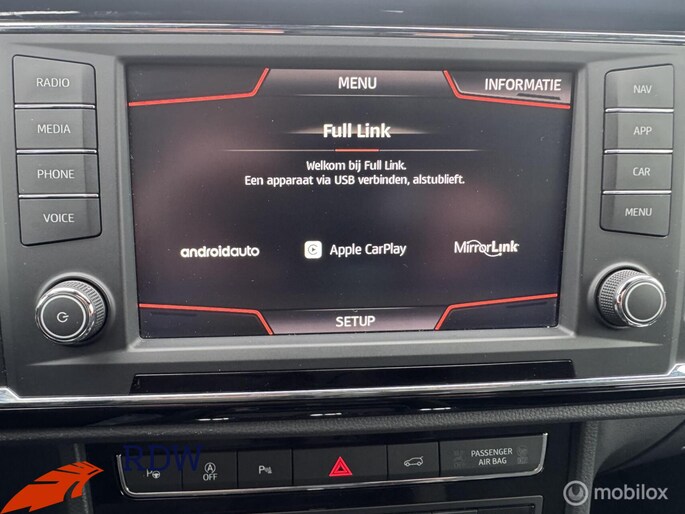 RADIO
MEDIA
PHONE
VOICE
MENU
INFORMATIE
Full Link
Welkom bij Full Link.
Een apparaat via USB verbinden, alstublieft.
androidauto
Apple CarPlay
MirrorLink
SETUP
NAV
APP
CAR
MENU
RDW
OFF
PASSENGER
AIR BAG
mobilox